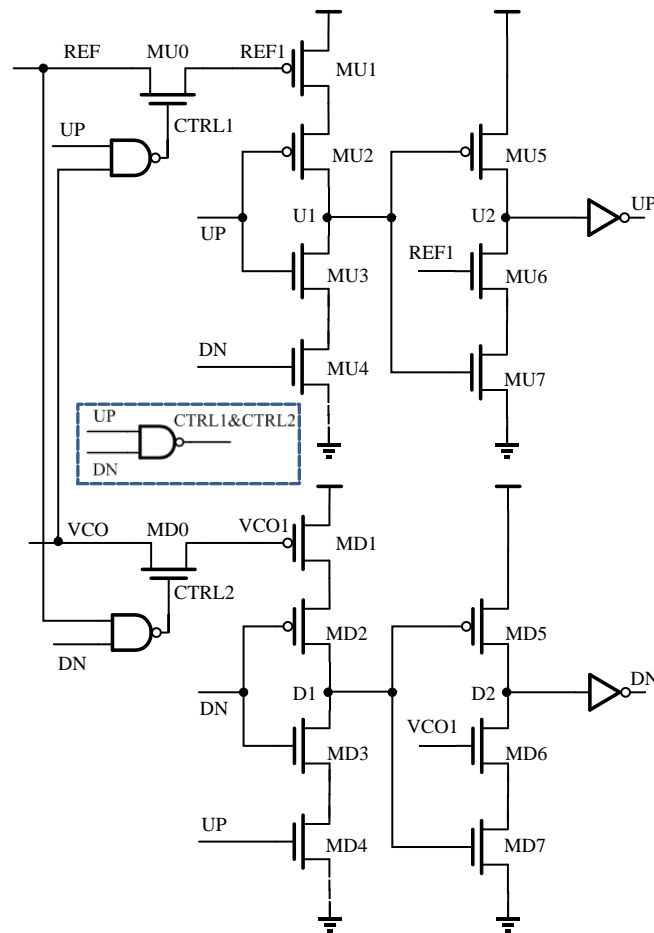 REF MU0 REF1
MU1
UP CTRL1
MU2 MU5
UP U1 U2 UP
REF1
MU3 MU6
DN
MU4 MU7
UP CTRL1&CTRL2
DN
VCO MD0 VCO1
MD1
CTRL2
MD2 MD5
DN
DN D1 D2 DN
VCO1
MD3 MD6
UP
MD4 MD7